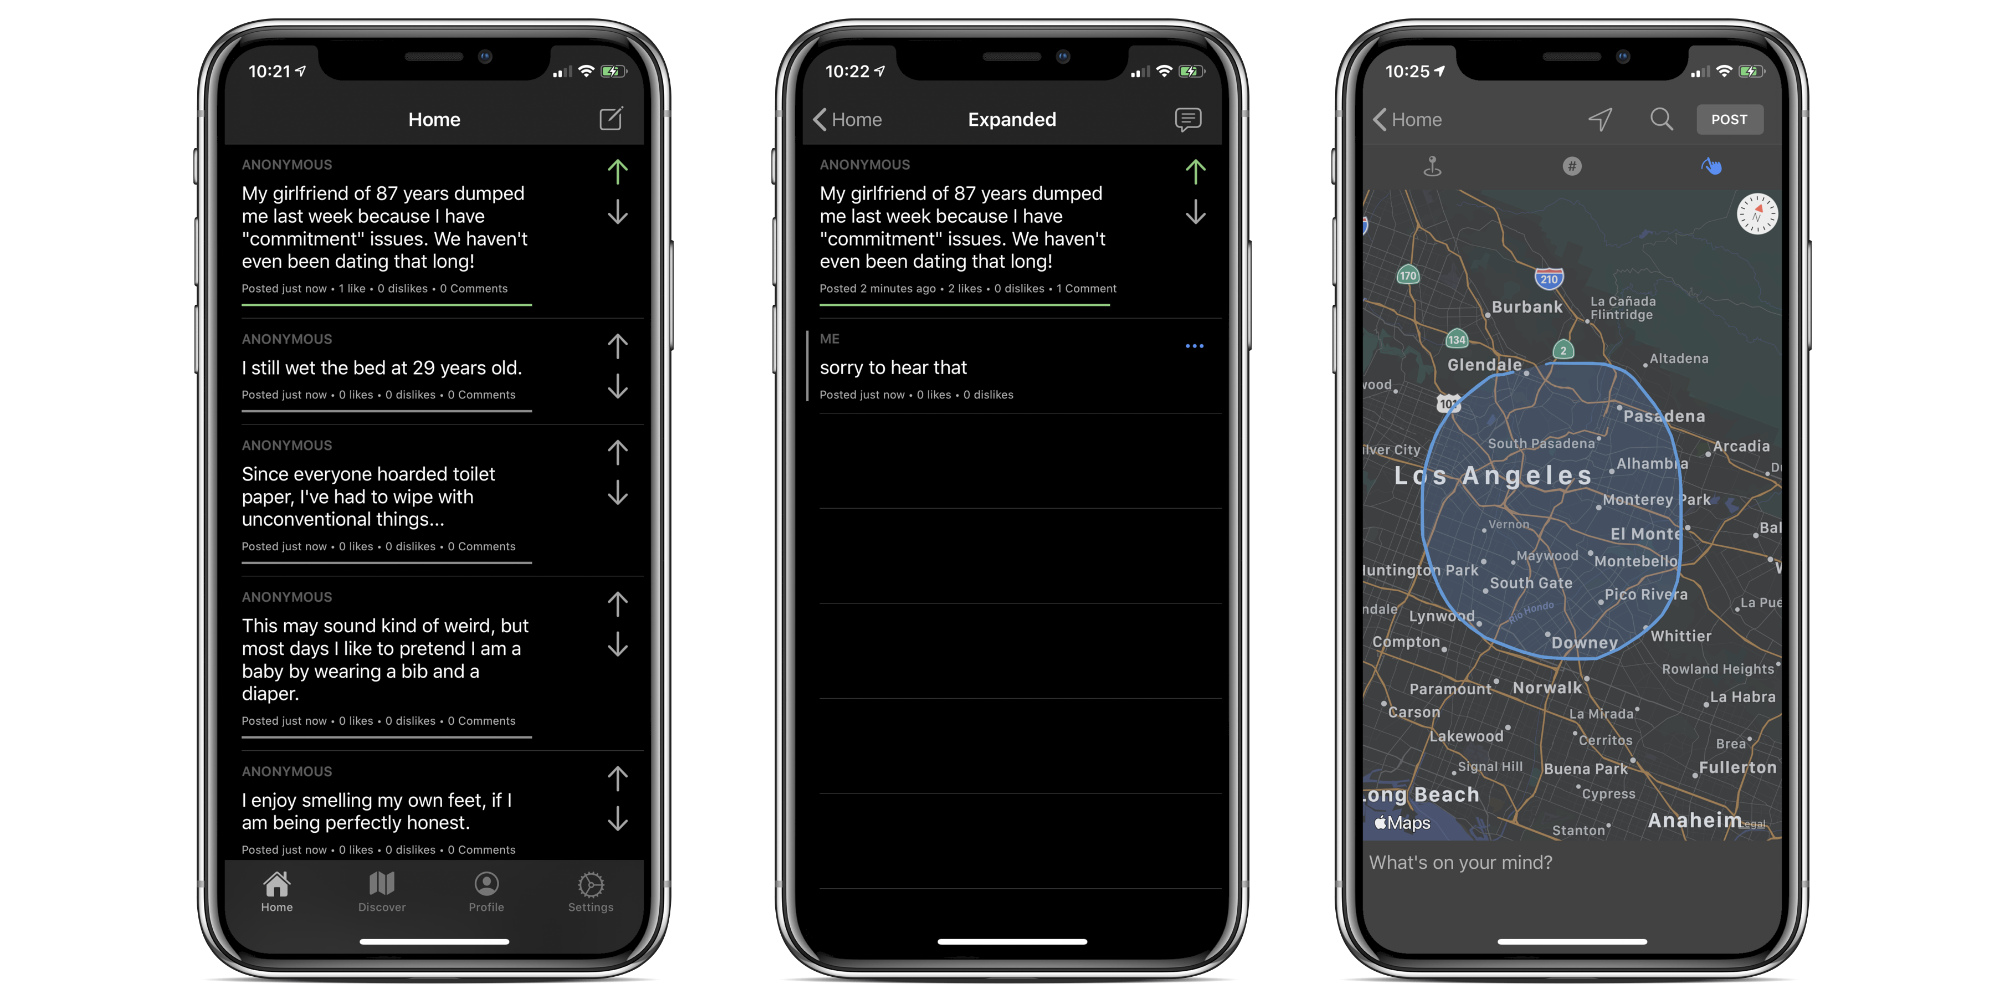 10:21
Home
ANONYMOUS
My girlfriend of 87 years dumped
me last week because I have
"commitment" issues. We haven't
even been dating that long!
Posted just now • 1 like • 0 dislikes • 0 Comments
ANONYMOUS
I still wet the bed at 29 years old.
Posted just now • 0 likes • 0 dislikes • 0 Comments
ANONYMOUS
Since everyone hoarded toilet
paper, I've had to wipe with
unconventional things...
Posted just now • 0 likes • 0 dislikes • 0 Comments
ANONYMOUS
This may sound kind of weird, but
most days I like to pretend I am a
baby by wearing a bib and a
diaper.
Posted just now • 0 likes • 0 dislikes • 0 Comments
ANONYMOUS
I enjoy smelling my own feet, if I
am being perfectly honest.
Posted just now • 0 likes • 0 dislikes • 0 Comments
Home
Discover
Profile
Settings
10:22
Home
Expanded
ANONYMOUS
My girlfriend of 87 years dumped
me last week because I have
"commitment" issues. We haven't
even been dating that long!
Posted 2 minutes ago • 2 likes • 0 dislikes • 1 Comment
ME
sorry to hear that
Posted just now • 0 likes • 0 dislikes
10:25
Home
POST
#
N
170
210
Burbank
La Cañada
Flintridge
134
2
Glendale
Altadena
wood
101
Pasadena
South Pasadena
Arcadia
lver City
Alhambra
Los Angeles
Monterey Park
Vernon
El Monte
Bal
Maywood
Montebello
Huntington Park
South Gate
Pico Rivera
La Pue
ndale
Lynwood
Rio Hondo
Compton
Downey
Whittier
Rowland Heights
Paramount
Norwalk
La Habra
Carson
La Mirada
Lakewood
Cerritos
Brea
Signal Hill
Buena Park
Fullerton
Long Beach
Cypress
Maps
Stanton
Anaheim
Legal
What's on your mind?